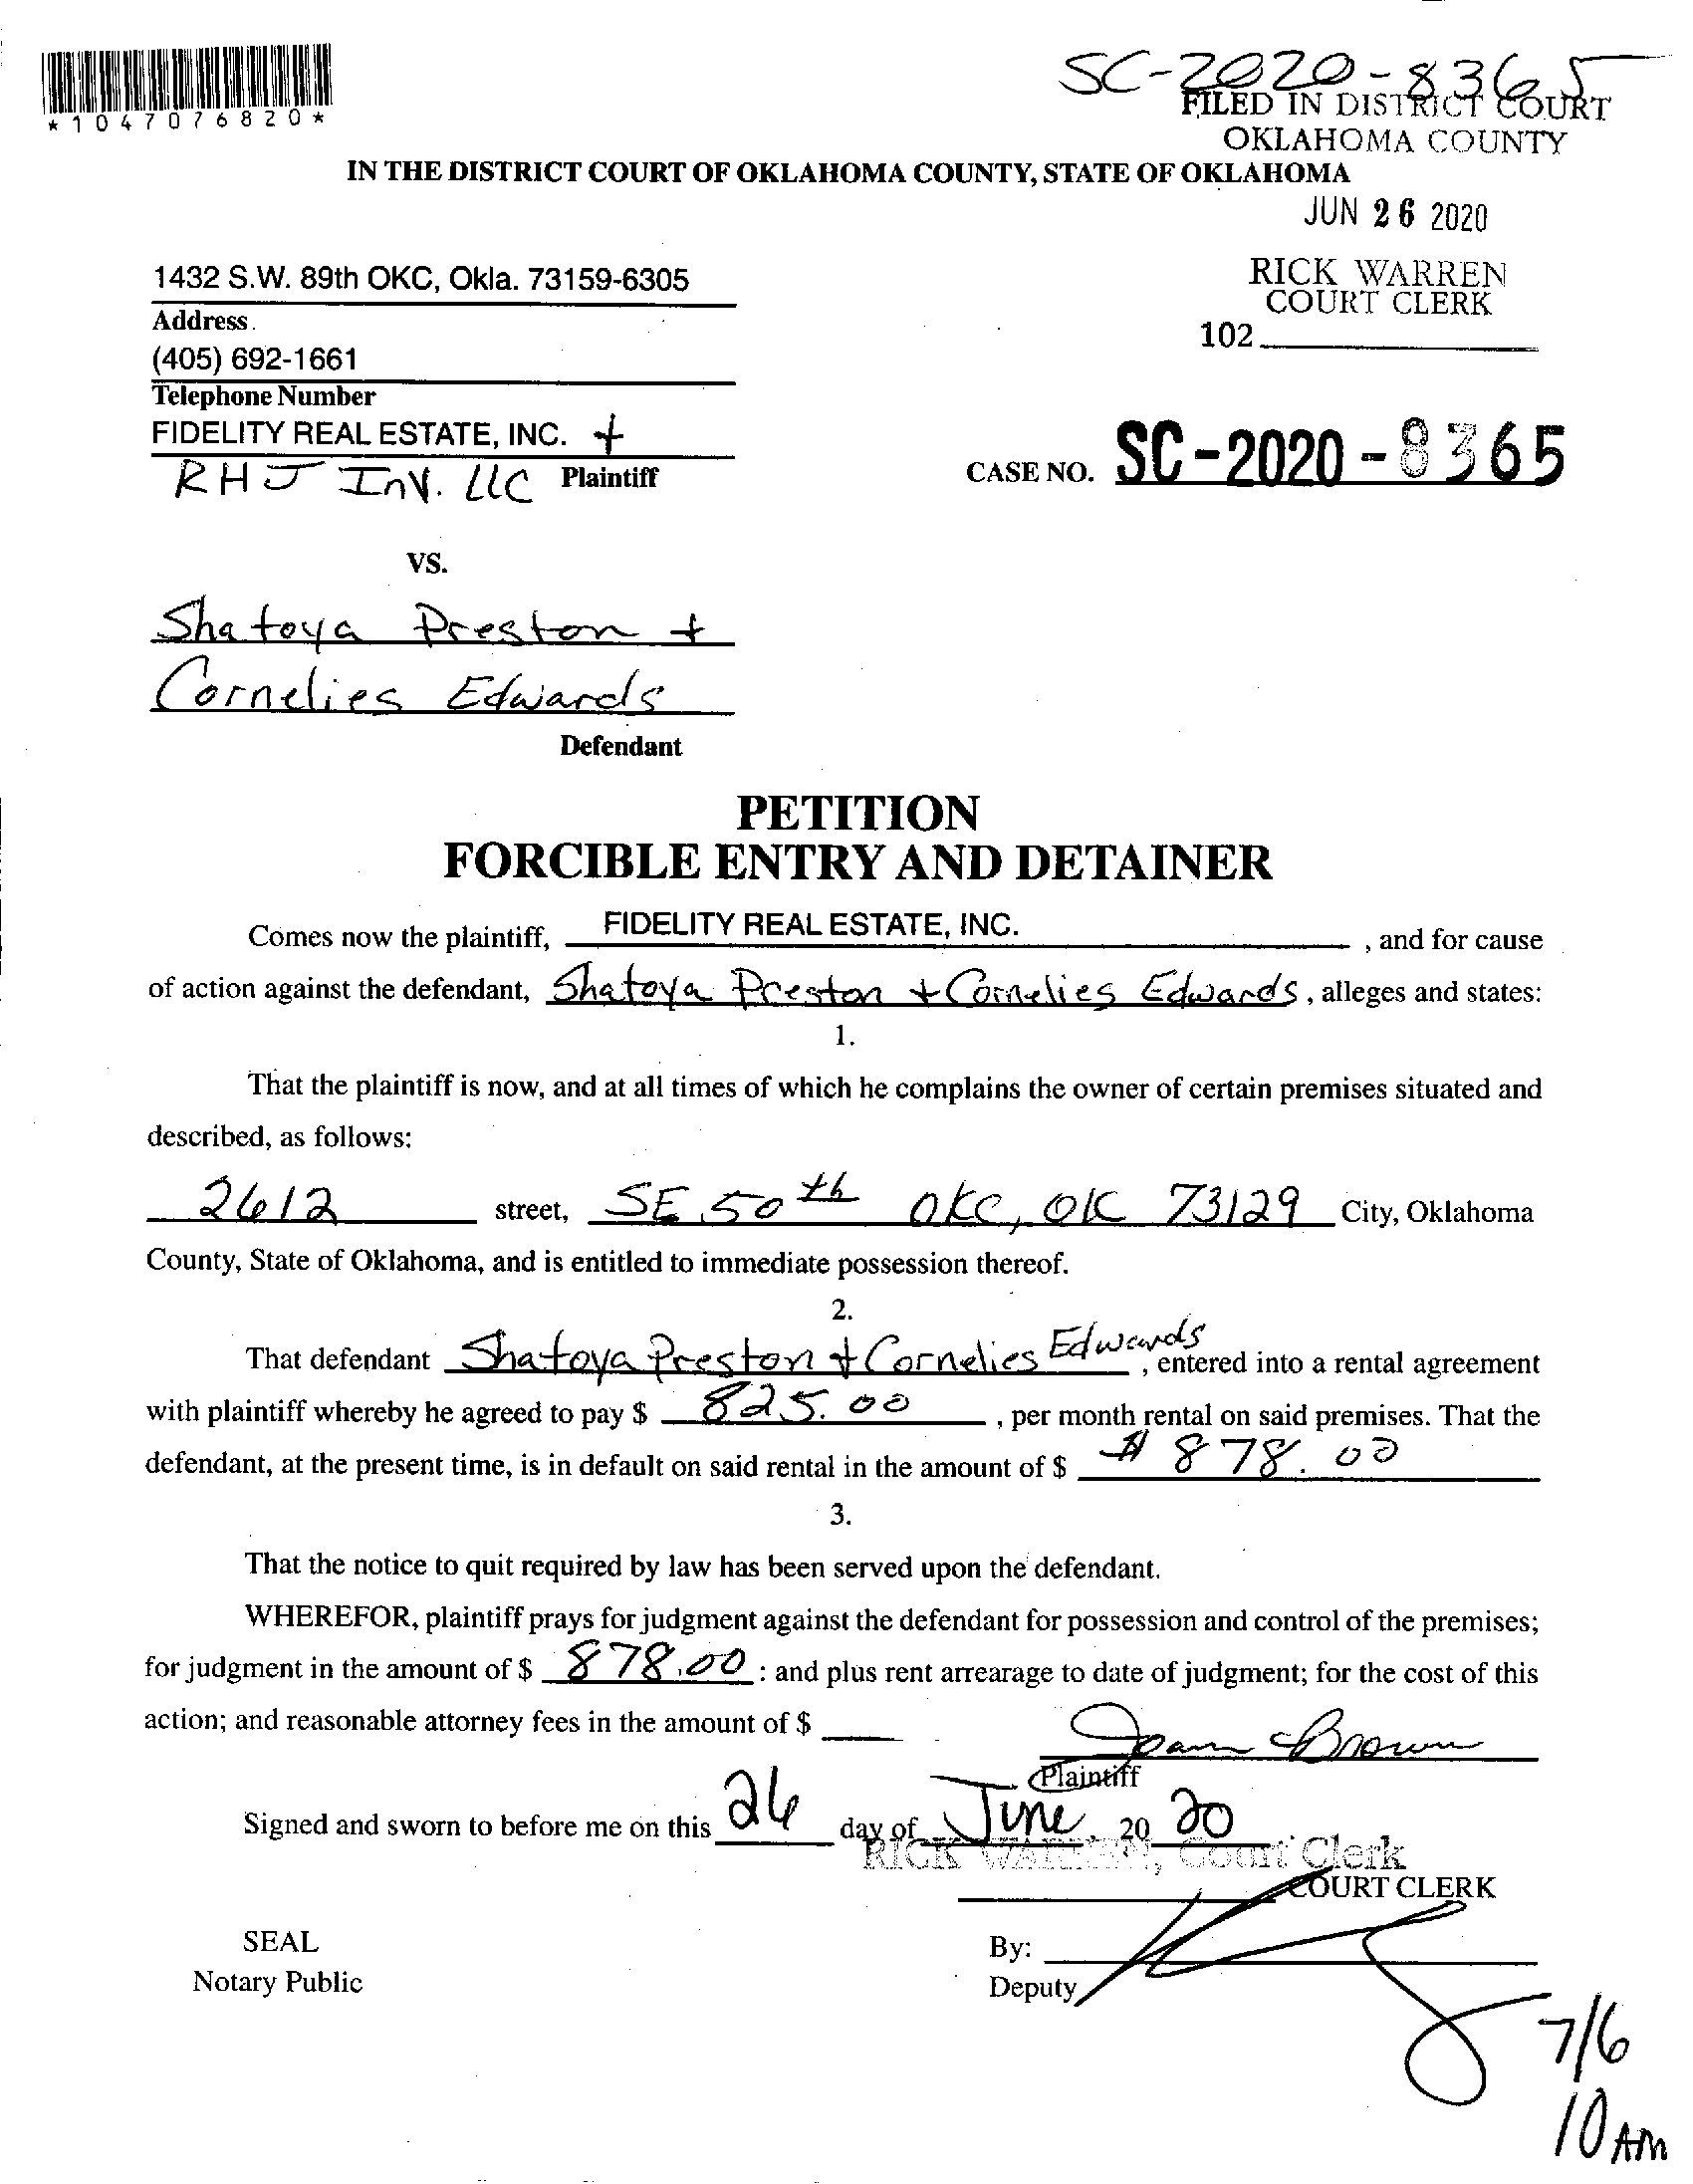 SC-2020-8365
*1047076820*
FILED IN DISTRICT COURT
OKLAHOMA COUNTY
IN THE DISTRICT COURT OF OKLAHOMA COUNTY, STATE OF OKLAHOMA
JUN 26 2020
1432 S.W. 89th OKC, Okla. 73159-6305
RICK WARREN
COURT CLERK
Address
102
(405) 692-1661
Telephone Number
FIDELITY REAL ESTATE, INC. +
RHJ Inv. LLC Plaintiff
CASE NO. SC-2020-8365
VS.
Shatoya Preston +
Cornelies Edwards
Defendant
PETITION
FORCIBLE ENTRY AND DETAINER
Comes now the plaintiff, FIDELITY REAL ESTATE, INC. , and for cause
of action against the defendant, Shatoya Preston + Cornelies Edwards , alleges and states:
1.
That the plaintiff is now, and at all times of which he complains the owner of certain premises situated and
described, as follows:
2612 street, SE 50th OKC, OK 73129 City, Oklahoma
County, State of Oklahoma, and is entitled to immediate possession thereof.
2.
That defendant Shatoya Preston + Cornelies Edwards , entered into a rental agreement
with plaintiff whereby he agreed to pay $ 825.00 , per month rental on said premises. That the
defendant, at the present time, is in default on said rental in the amount of $ $878.00
3.
That the notice to quit required by law has been served upon the defendant.
WHEREFOR, plaintiff prays for judgment against the defendant for possession and control of the premises;
for judgment in the amount of $ 878.00 : and plus rent arrearage to date of judgment; for the cost of this
action; and reasonable attorney fees in the amount of $
Joann Brown
Plaintiff
Signed and sworn to before me on this 26 day of June, 20 20
RICK WARREN, Court Clerk
COURT CLERK
SEAL
By:
Notary Public
Deputy
7/6
10 AM